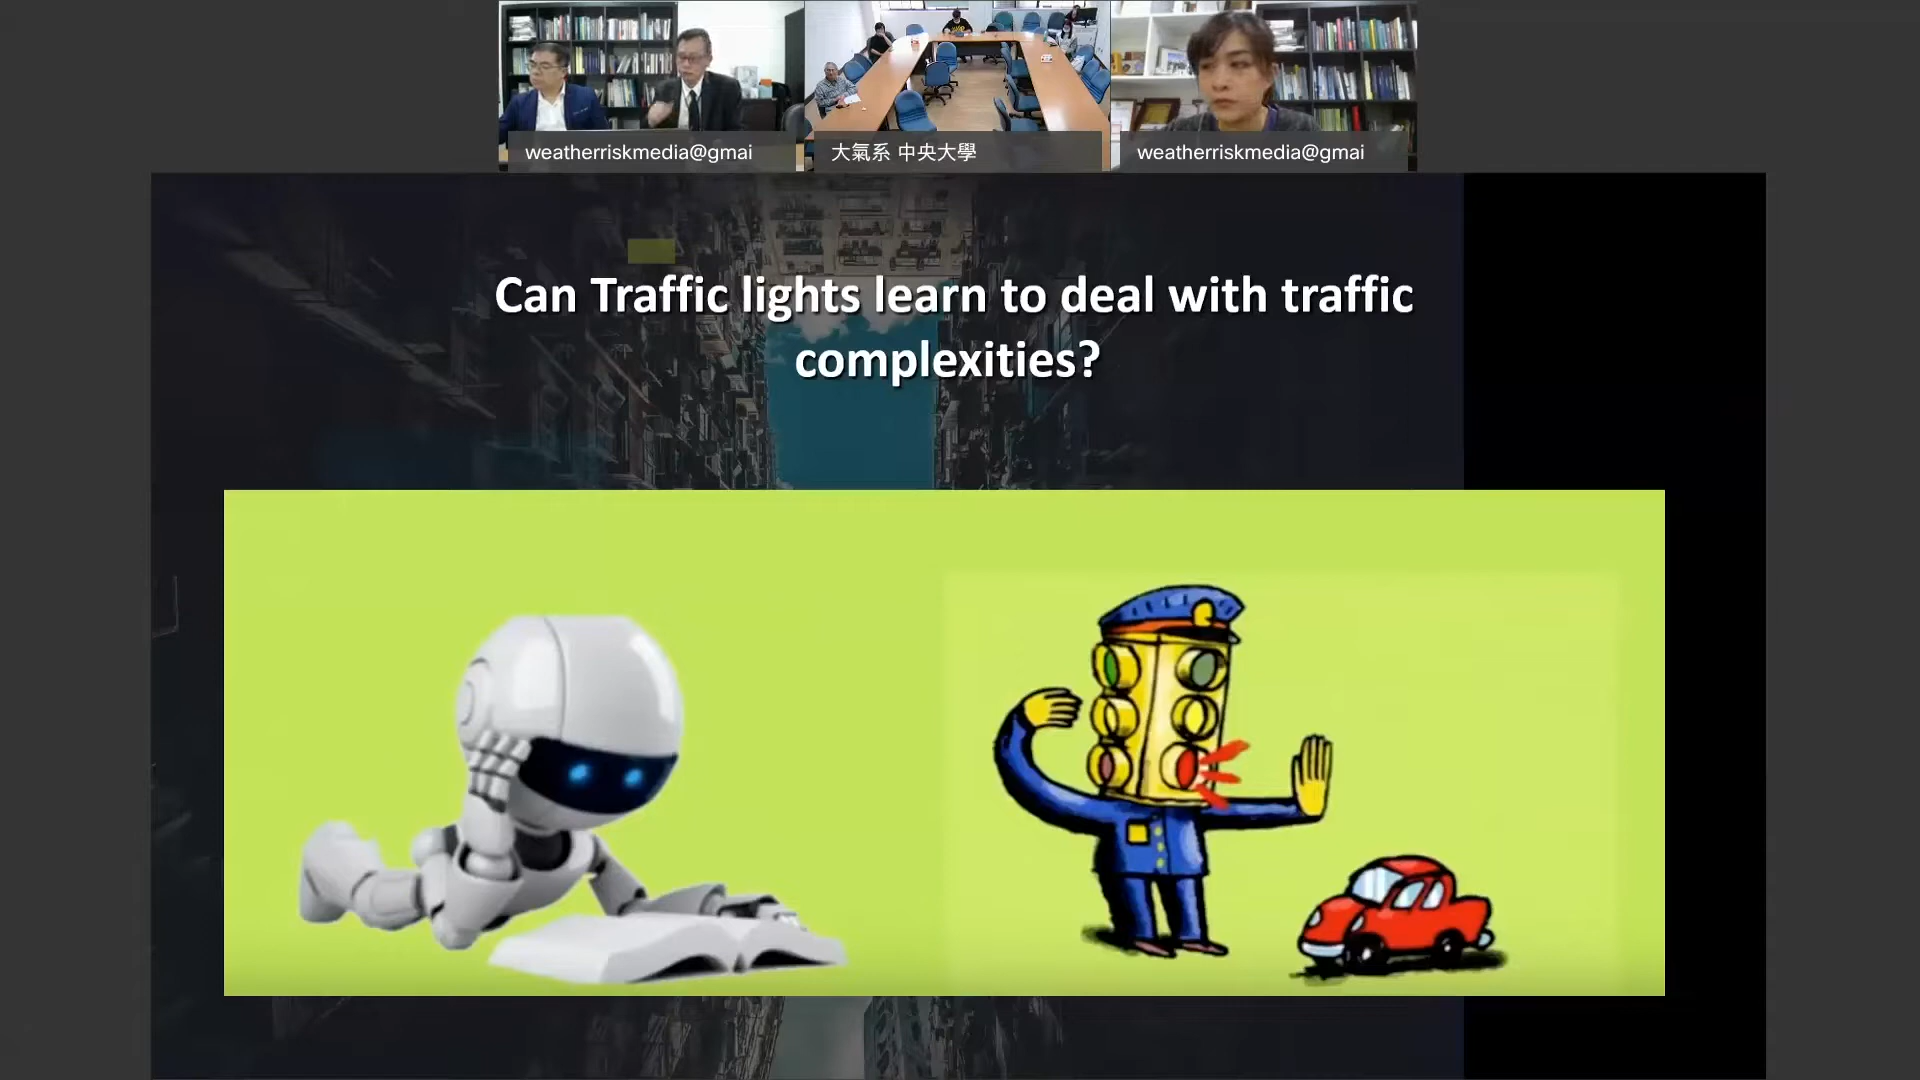 weatherriskmedia@gmai
大氣系 中央大學
weatherriskmedia@gmai
Can Traffic lights learn to deal with traffic
complexities?